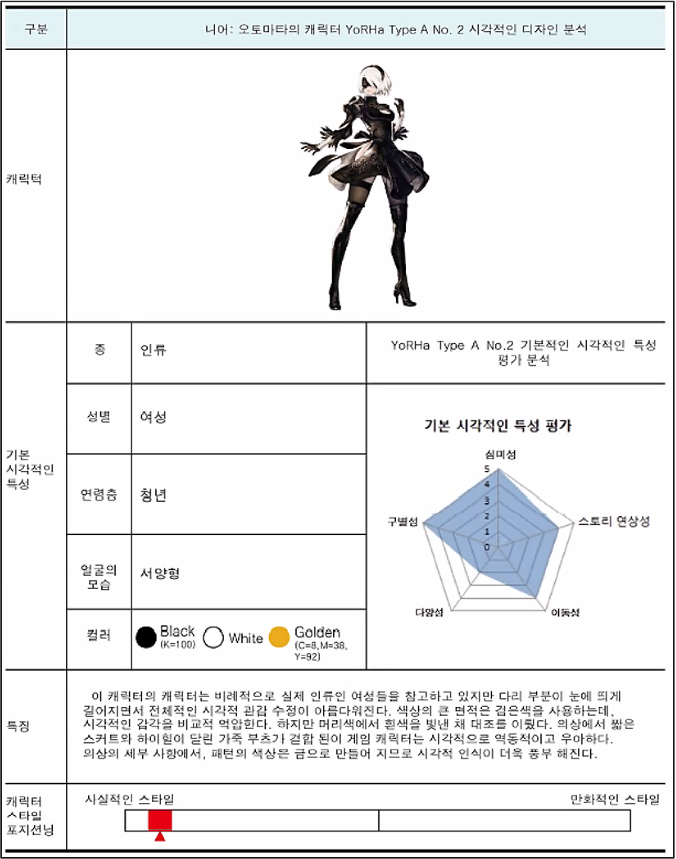 구분
니어: 오토마타의 캐릭터 YoRHa Type A No. 2 시각적인 디자인 분석
캐릭턱
기본
시각적인
특성
종
인류
성별
여성
연령층
청년
얼굴의
모습
서양형
컬러
Black
(K=100)
White
Golden
(C=8,M=38,
Y=92)
YoRHa Type A No.2 기본적인 시각적인 특성
평가 분석
기본 시각적인 특성 평가
심미성
5
4
3
2
1
0
구별성
스토리 연상성
다양성
이동성
특징
이 캐릭터의 캐릭터는 비례적으로 실제 인류인 여성들을 참고하고 있지만 다리 부분이 눈에 띄게
길어지면서 전체적인 시각적 괸감 수정이 아름다워진다. 색상의 큰 면적은 검은색을 사용하는데,
시각적인 감각을 비교적 억압한다. 하지만 머리색에서 흰색을 빛낸 채 대조를 이뤘다. 의상에서 짧은
스커트와 하이힐이 달린 가죽 부츠가 결합 된이 게임 캐릭터는 시각적으로 역동적이고 우아하다.
의상의 세부 사항에서, 패턴의 색상은 금으로 만들어 지므로 시각적 인식이 더욱 풍부 해진다.
캐릭터
스타일
포지션닝
사실적인 스타일
만화적인 스타일